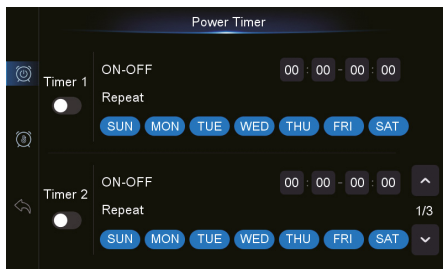 Power Timer
Timer 1
ON-OFF 00 : 00 - 00 : 00
Repeat
SUN MON TUE WED THU FRI SAT
Timer 2
ON-OFF 00 : 00 - 00 : 00
Repeat
1/3
SUN MON TUE WED THU FRI SAT